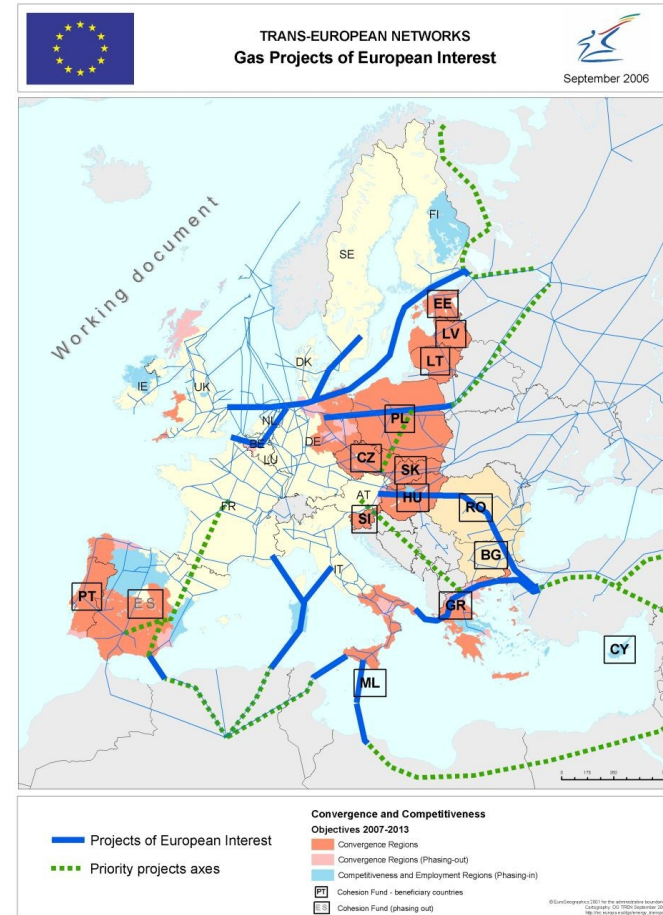 TRANS-EUROPEAN NETWORKS
Gas Projects of European Interest
September 2006
Working document
FI
SE
EE
LV
LT
DK
IE
UK
NL
PL
BE
DE
LU
CZ
SK
AT
HU
FR
SI
RO
BG
IT
PT
ES
GR
CY
ML
Convergence and Competitiveness
Objectives 2007-2013
Projects of European Interest
Priority projects axes
Convergence Regions
Convergence Regions (Phasing-out)
Competitiveness and Employment Regions (Phasing-in)
PT Cohesion Fund - beneficiary countries
ES Cohesion Fund (phasing out)